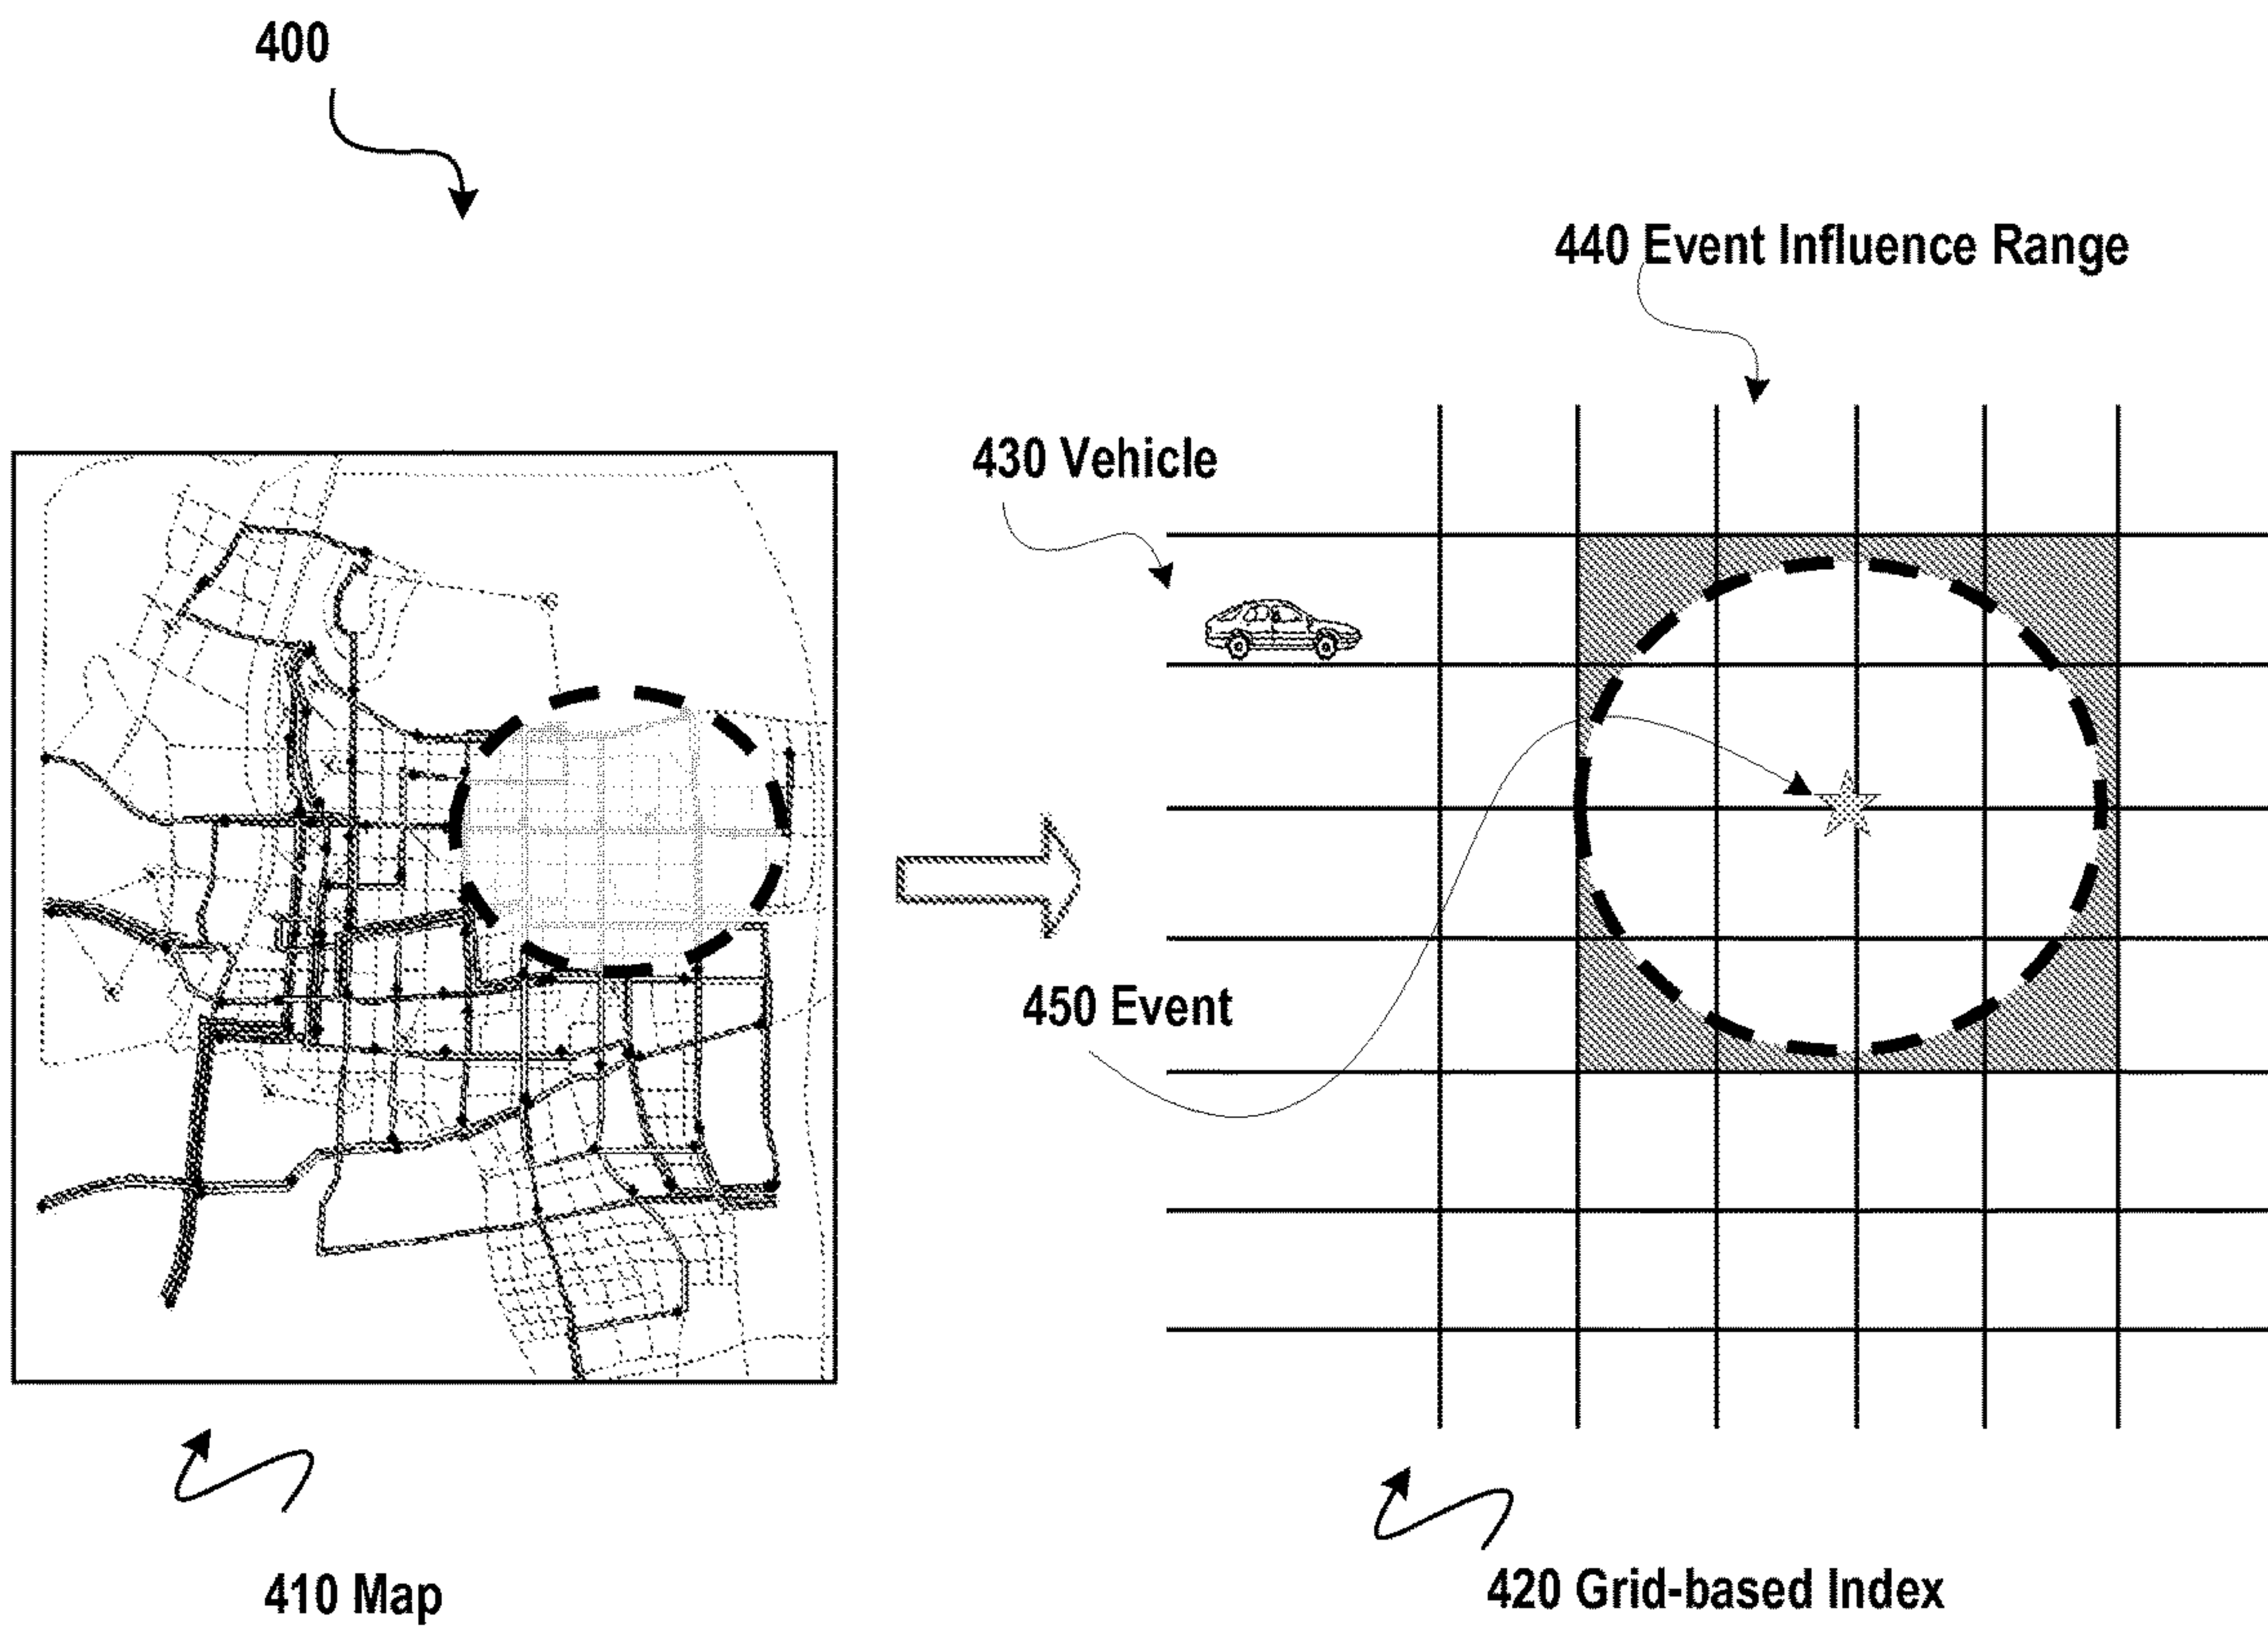 400
440 Event Influence Range
430 Vehicle
450 Event
410 Map
420 Grid-based Index